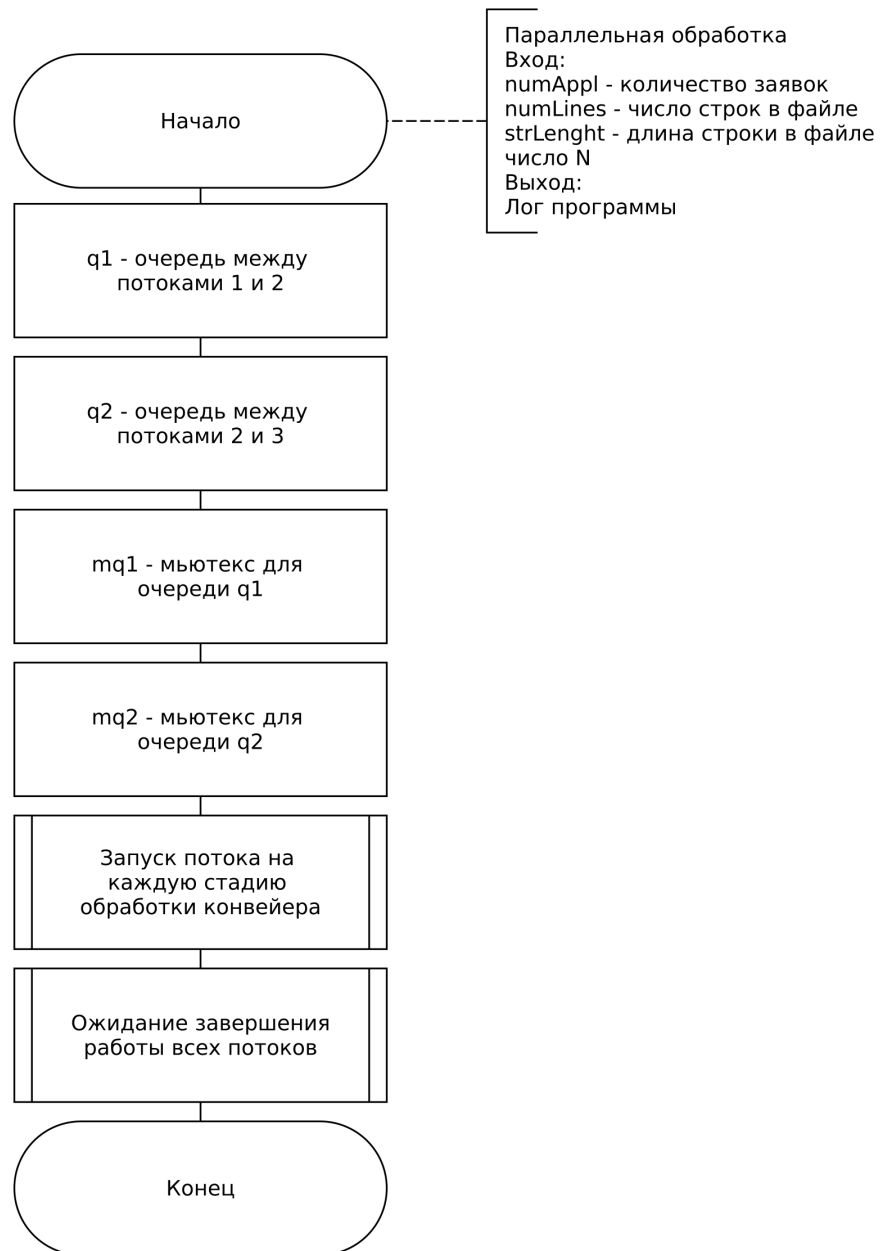 Начало
Параллельная обработка
Вход:
numAppl - количество заявок
numLines - число строк в файле
strLenght - длина строки в файле
число N
Выход:
Лог программы
q1 - очередь между
потоками 1 и 2
q2 - очередь между
потоками 2 и 3
mq1 - мьютекс для
очереди q1
mq2 - мьютекс для
очереди q2
Запуск потока на
каждую стадию
обработки конвейера
Ожидание завершения
работы всех потоков
Конец